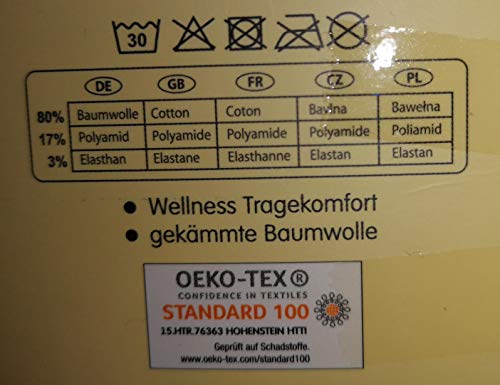 30
DE GB FR CZ PL
80% Baumwolle Cotton Coton Bavlna Bawełna
17% Polyamid Polyamide Polyamide Polyamide Poliamid
3% Elasthan Elastane Elasthanne Elastan Elastan
• Wellness Tragekomfort
• gekämmte Baumwolle
OEKO-TEX®
CONFIDENCE IN TEXTILES
STANDARD 100
15.HTR.76363 HOHENSTEIN HTTI
Geprüft auf Schadstoffe.
www.oeko-tex.com/standard100